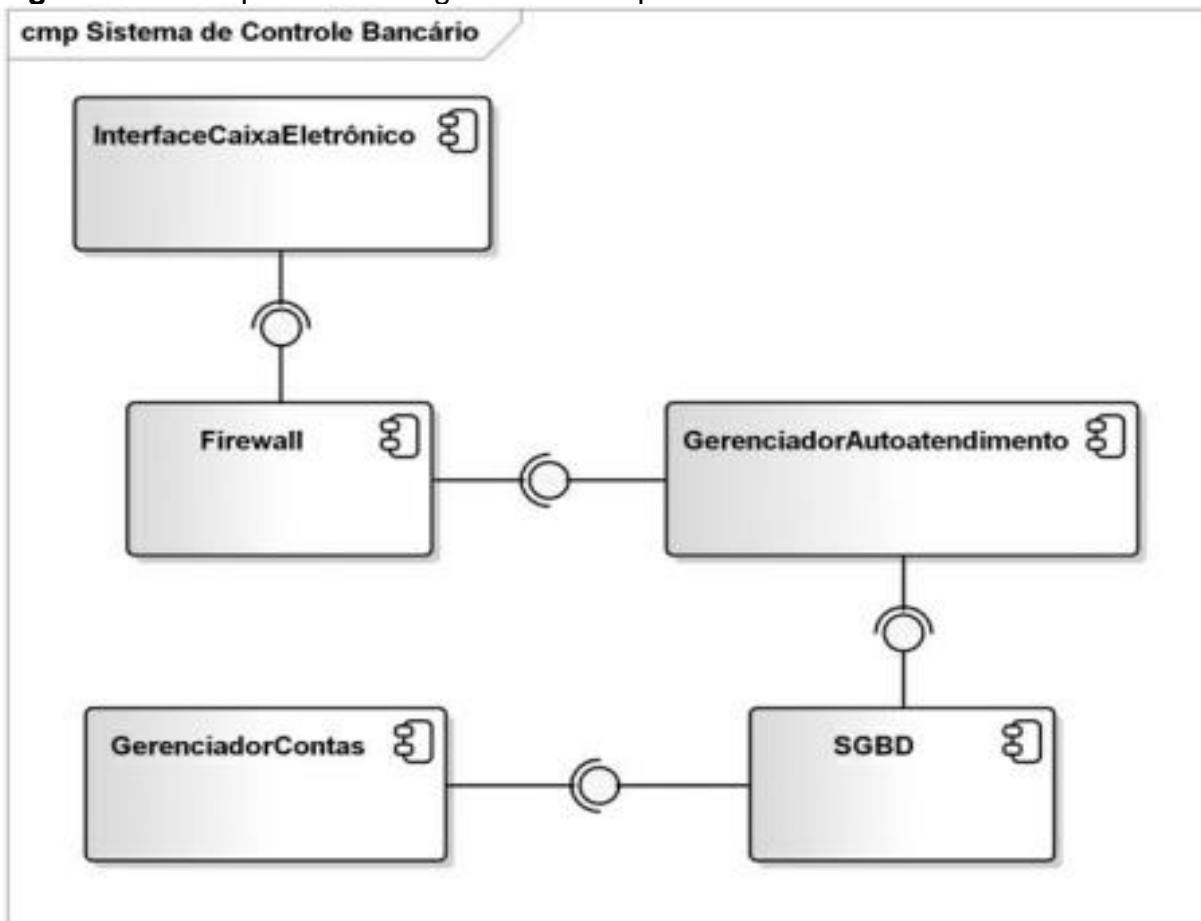 cmp Sistema de Controle Bancário
InterfaceCaixaEletrônico
Firewall
GerenciadorAutoatendimento
GerenciadorContas
SGBD